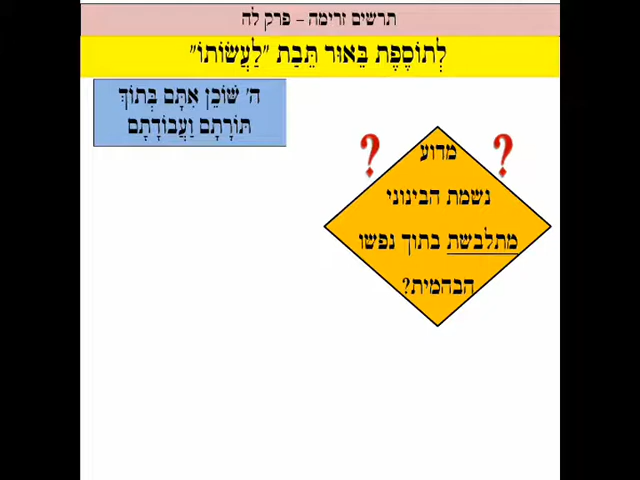 תרשים זרימה – פרק לה
לְתוֹסֶפֶת בֵּאוּר תֵּבַת "לַעֲשׂוֹתוֹ"
ה' שׁוֹכֵן אִתָּם בְּתוֹךְ
תּוֹרָתָם וַעֲבוֹדָתָם
? ?
מדוע
נשמת הבינוני
מתלבשת בתוך נפשו
הבהמית?